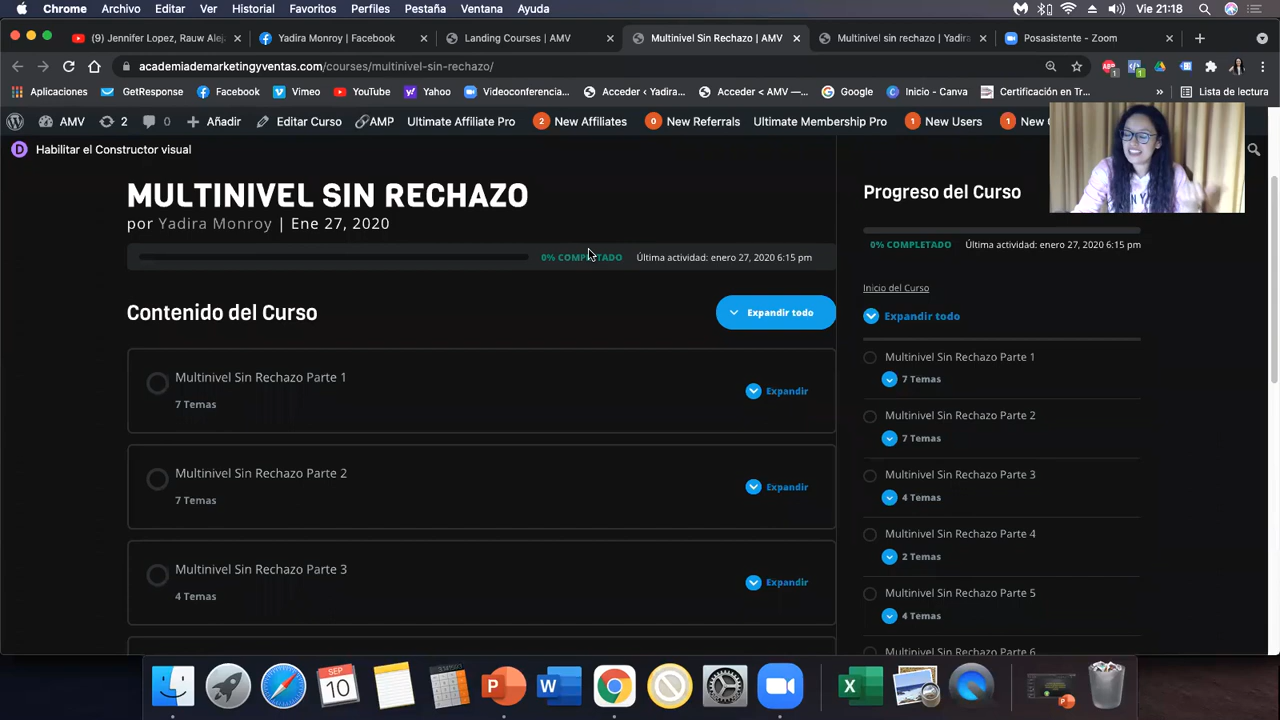 Chrome Archivo Editar Ver Historial Favoritos Perfiles Pestaña Ventana Ayuda Vie 21:18
(9) Jennifer Lopez, Rauw Alej Yadira Monroy | Facebook Landing Courses | AMV Multinivel Sin Rechazo | AMV Multinivel sin rechazo | Yadira Posasistente - Zoom
academiademarketingyventas.com/courses/multinivel-sin-rechazo/
Aplicaciones GetResponse Facebook Vimeo YouTube Yahoo Videoconferencia... Acceder ‹ Yadira... Acceder ‹ AMV —... Google Inicio - Canva Certificación en Tr... Lista de lectura
AMV 2 0 Añadir Editar Curso AMP Ultimate Affiliate Pro 2 New Affiliates 0 New Referrals Ultimate Membership Pro 1 New Users 1 New
Habilitar el Constructor visual
MULTINIVEL SIN RECHAZO
por Yadira Monroy | Ene 27, 2020
0% COMPLETADO Última actividad: enero 27, 2020 6:15 pm
Contenido del Curso
Expandir todo
Multinivel Sin Rechazo Parte 1
7 Temas
Expandir
Multinivel Sin Rechazo Parte 2
7 Temas
Expandir
Multinivel Sin Rechazo Parte 3
4 Temas
Expandir
Progreso del Curso
0% COMPLETADO Última actividad: enero 27, 2020 6:15 pm
Inicio del Curso
Expandir todo
Multinivel Sin Rechazo Parte 1
7 Temas
Multinivel Sin Rechazo Parte 2
7 Temas
Multinivel Sin Rechazo Parte 3
4 Temas
Multinivel Sin Rechazo Parte 4
2 Temas
Multinivel Sin Rechazo Parte 5
4 Temas
Multinivel Sin Rechazo Parte 6
SEP
10